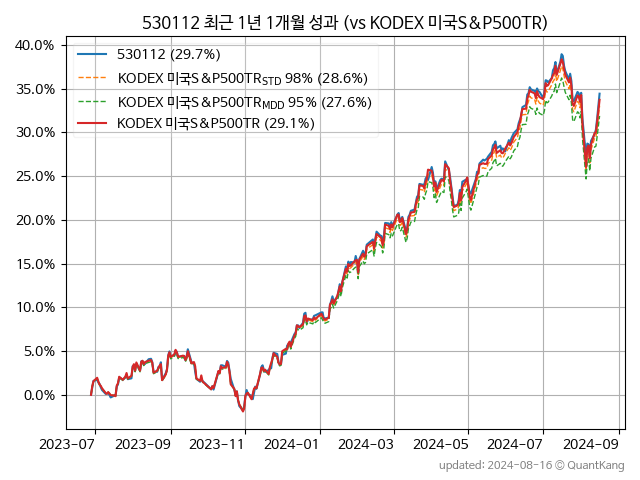 530112 최근 1년 1개월 성과 (vs KODEX 미국S&P500TR)
530112 (29.7%)
KODEX 미국S&P500TR_STD 98% (28.6%)
KODEX 미국S&P500TR_MDD 95% (27.6%)
KODEX 미국S&P500TR (29.1%)
40.0%
35.0%
30.0%
25.0%
20.0%
15.0%
10.0%
5.0%
0.0%
2023-07 2023-09 2023-11 2024-01 2024-03 2024-05 2024-07 2024-09
updated: 2024-08-16 © QuantKang